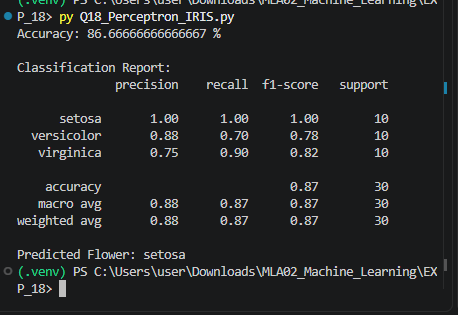 (.venv) PS C:\Users\user\Downloads\MLA02_Machine_Learning\EX
P_18> py Q18_Perceptron_IRIS.py
Accuracy: 86.66666666666667 %
Classification Report:
precision recall f1-score support
setosa 1.00 1.00 1.00 10
versicolor 0.88 0.70 0.78 10
virginica 0.75 0.90 0.82 10
accuracy 0.87 30
macro avg 0.88 0.87 0.87 30
weighted avg 0.88 0.87 0.87 30
Predicted Flower: setosa
(.venv) PS C:\Users\user\Downloads\MLA02_Machine_Learning\EX
P_18>